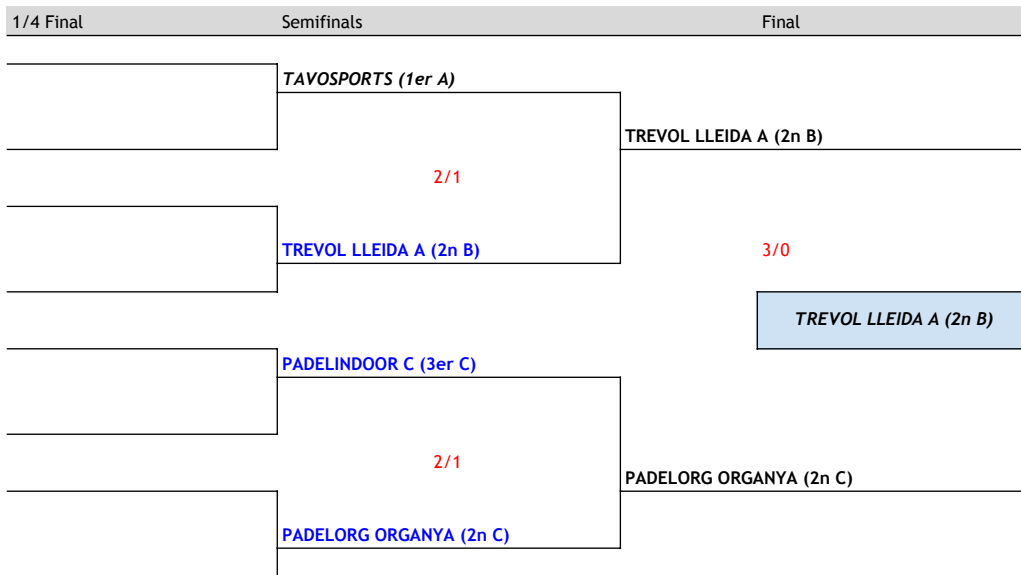 1/4 Final Semifinals Final
TAVOSPORTS (1er A)
TREVOL LLEIDA A (2n B)
2/1
TREVOL LLEIDA A (2n B)
3/0
TREVOL LLEIDA A (2n B)
PADELINDOOR C (3er C)
2/1
PADELORG ORGANYA (2n C)
PADELORG ORGANYA (2n C)